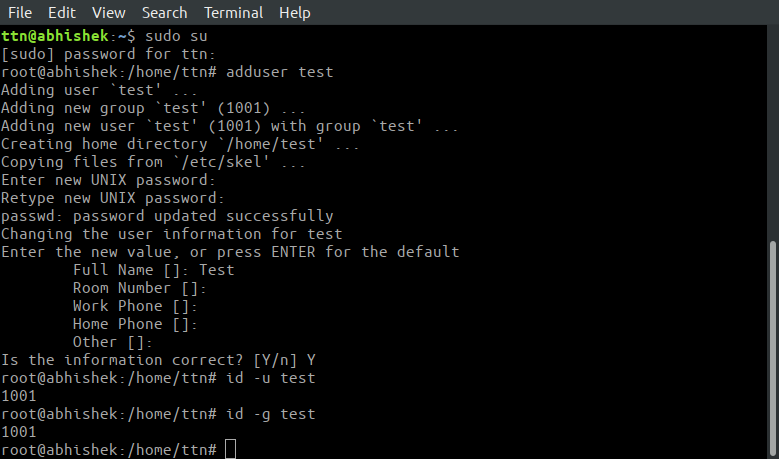 File Edit View Search Terminal Help
ttn@abhishek:~$ sudo su
[sudo] password for ttn:
root@abhishek:/home/ttn# adduser test
Adding user `test' ...
Adding new group `test' (1001) ...
Adding new user `test' (1001) with group `test' ...
Creating home directory `/home/test' ...
Copying files from `/etc/skel' ...
Enter new UNIX password:
Retype new UNIX password:
passwd: password updated successfully
Changing the user information for test
Enter the new value, or press ENTER for the default
        Full Name []: Test
        Room Number []:
        Work Phone []:
        Home Phone []:
        Other []:
Is the information correct? [Y/n] Y
root@abhishek:/home/ttn# id -u test
1001
root@abhishek:/home/ttn# id -g test
1001
root@abhishek:/home/ttn#